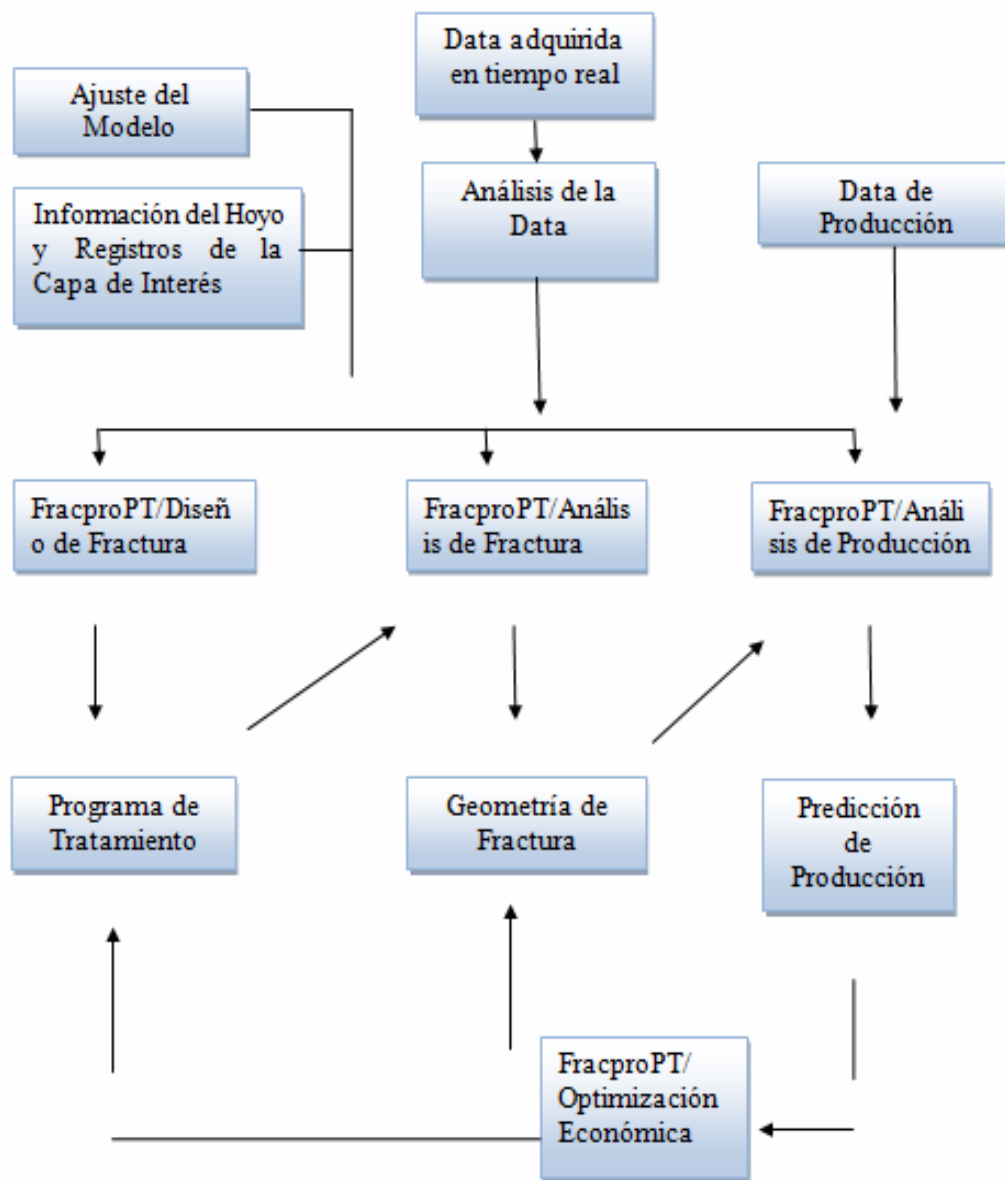 Data adquirida
en tiempo real
Ajuste del
Modelo
Análisis de la
Data
Información del Hoyo
y Registros de la
Capa de Interés
Data de
Producción
FracproPT/Diseñ
o de Fractura
FracproPT/Anális
is de Fractura
FracproPT/Análi
sis de Producción
Programa de
Tratamiento
Geometría de
Fractura
Predicción
de
Producción
FracproPT/
Optimización
Económica